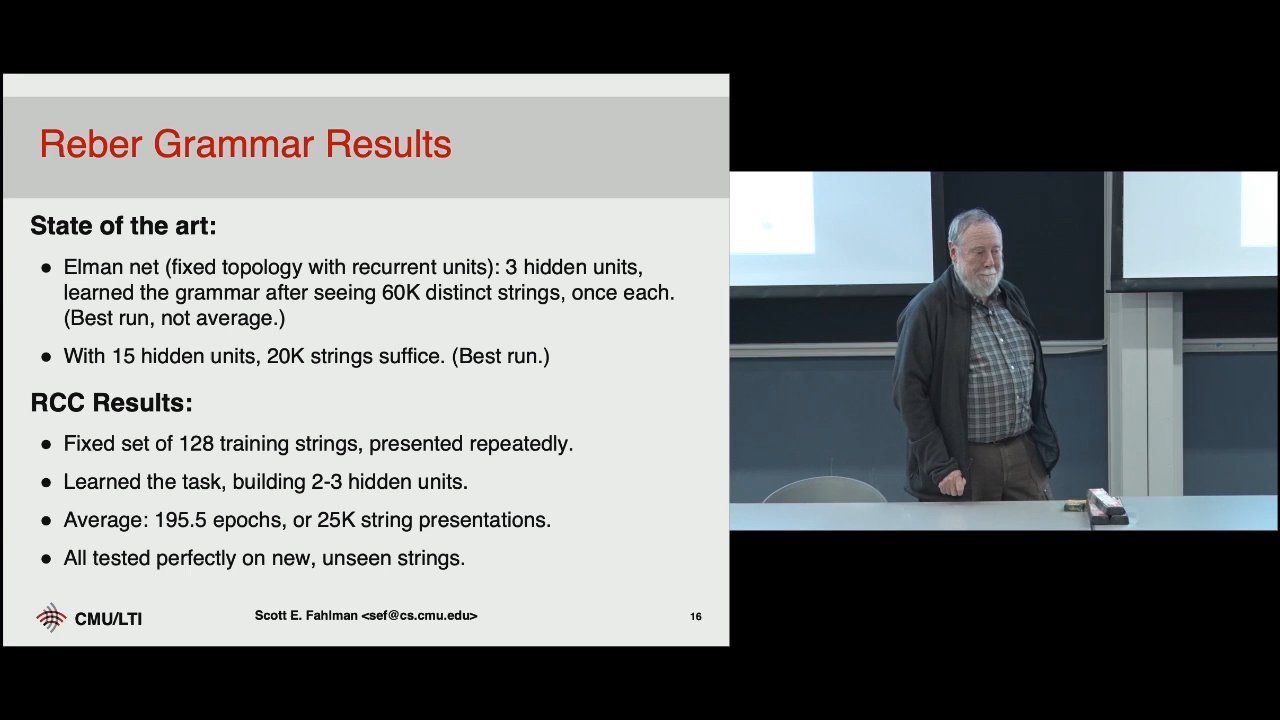 Reber Grammar Results
State of the art:
● Elman net (fixed topology with recurrent units): 3 hidden units,
learned the grammar after seeing 60K distinct strings, once each.
(Best run, not average.)
● With 15 hidden units, 20K strings suffice. (Best run.)
RCC Results:
● Fixed set of 128 training strings, presented repeatedly.
● Learned the task, building 2-3 hidden units.
● Average: 195.5 epochs, or 25K string presentations.
● All tested perfectly on new, unseen strings.
CMU/LTI
Scott E. Fahlman <sef@cs.cmu.edu>
16